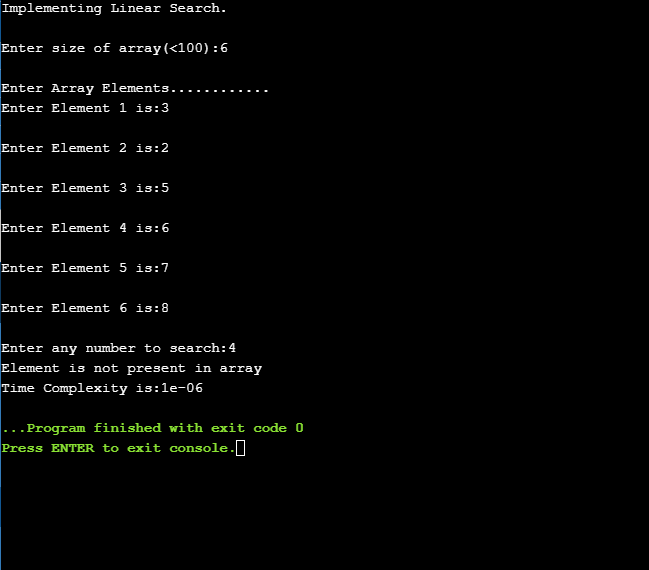 Implementing Linear Search.
Enter size of array(<100):6
Enter Array Elements............
Enter Element 1 is:3
Enter Element 2 is:2
Enter Element 3 is:5
Enter Element 4 is:6
Enter Element 5 is:7
Enter Element 6 is:8
Enter any number to search:4
Element is not present in array
Time Complexity is:1e-06
...Program finished with exit code 0
Press ENTER to exit console.